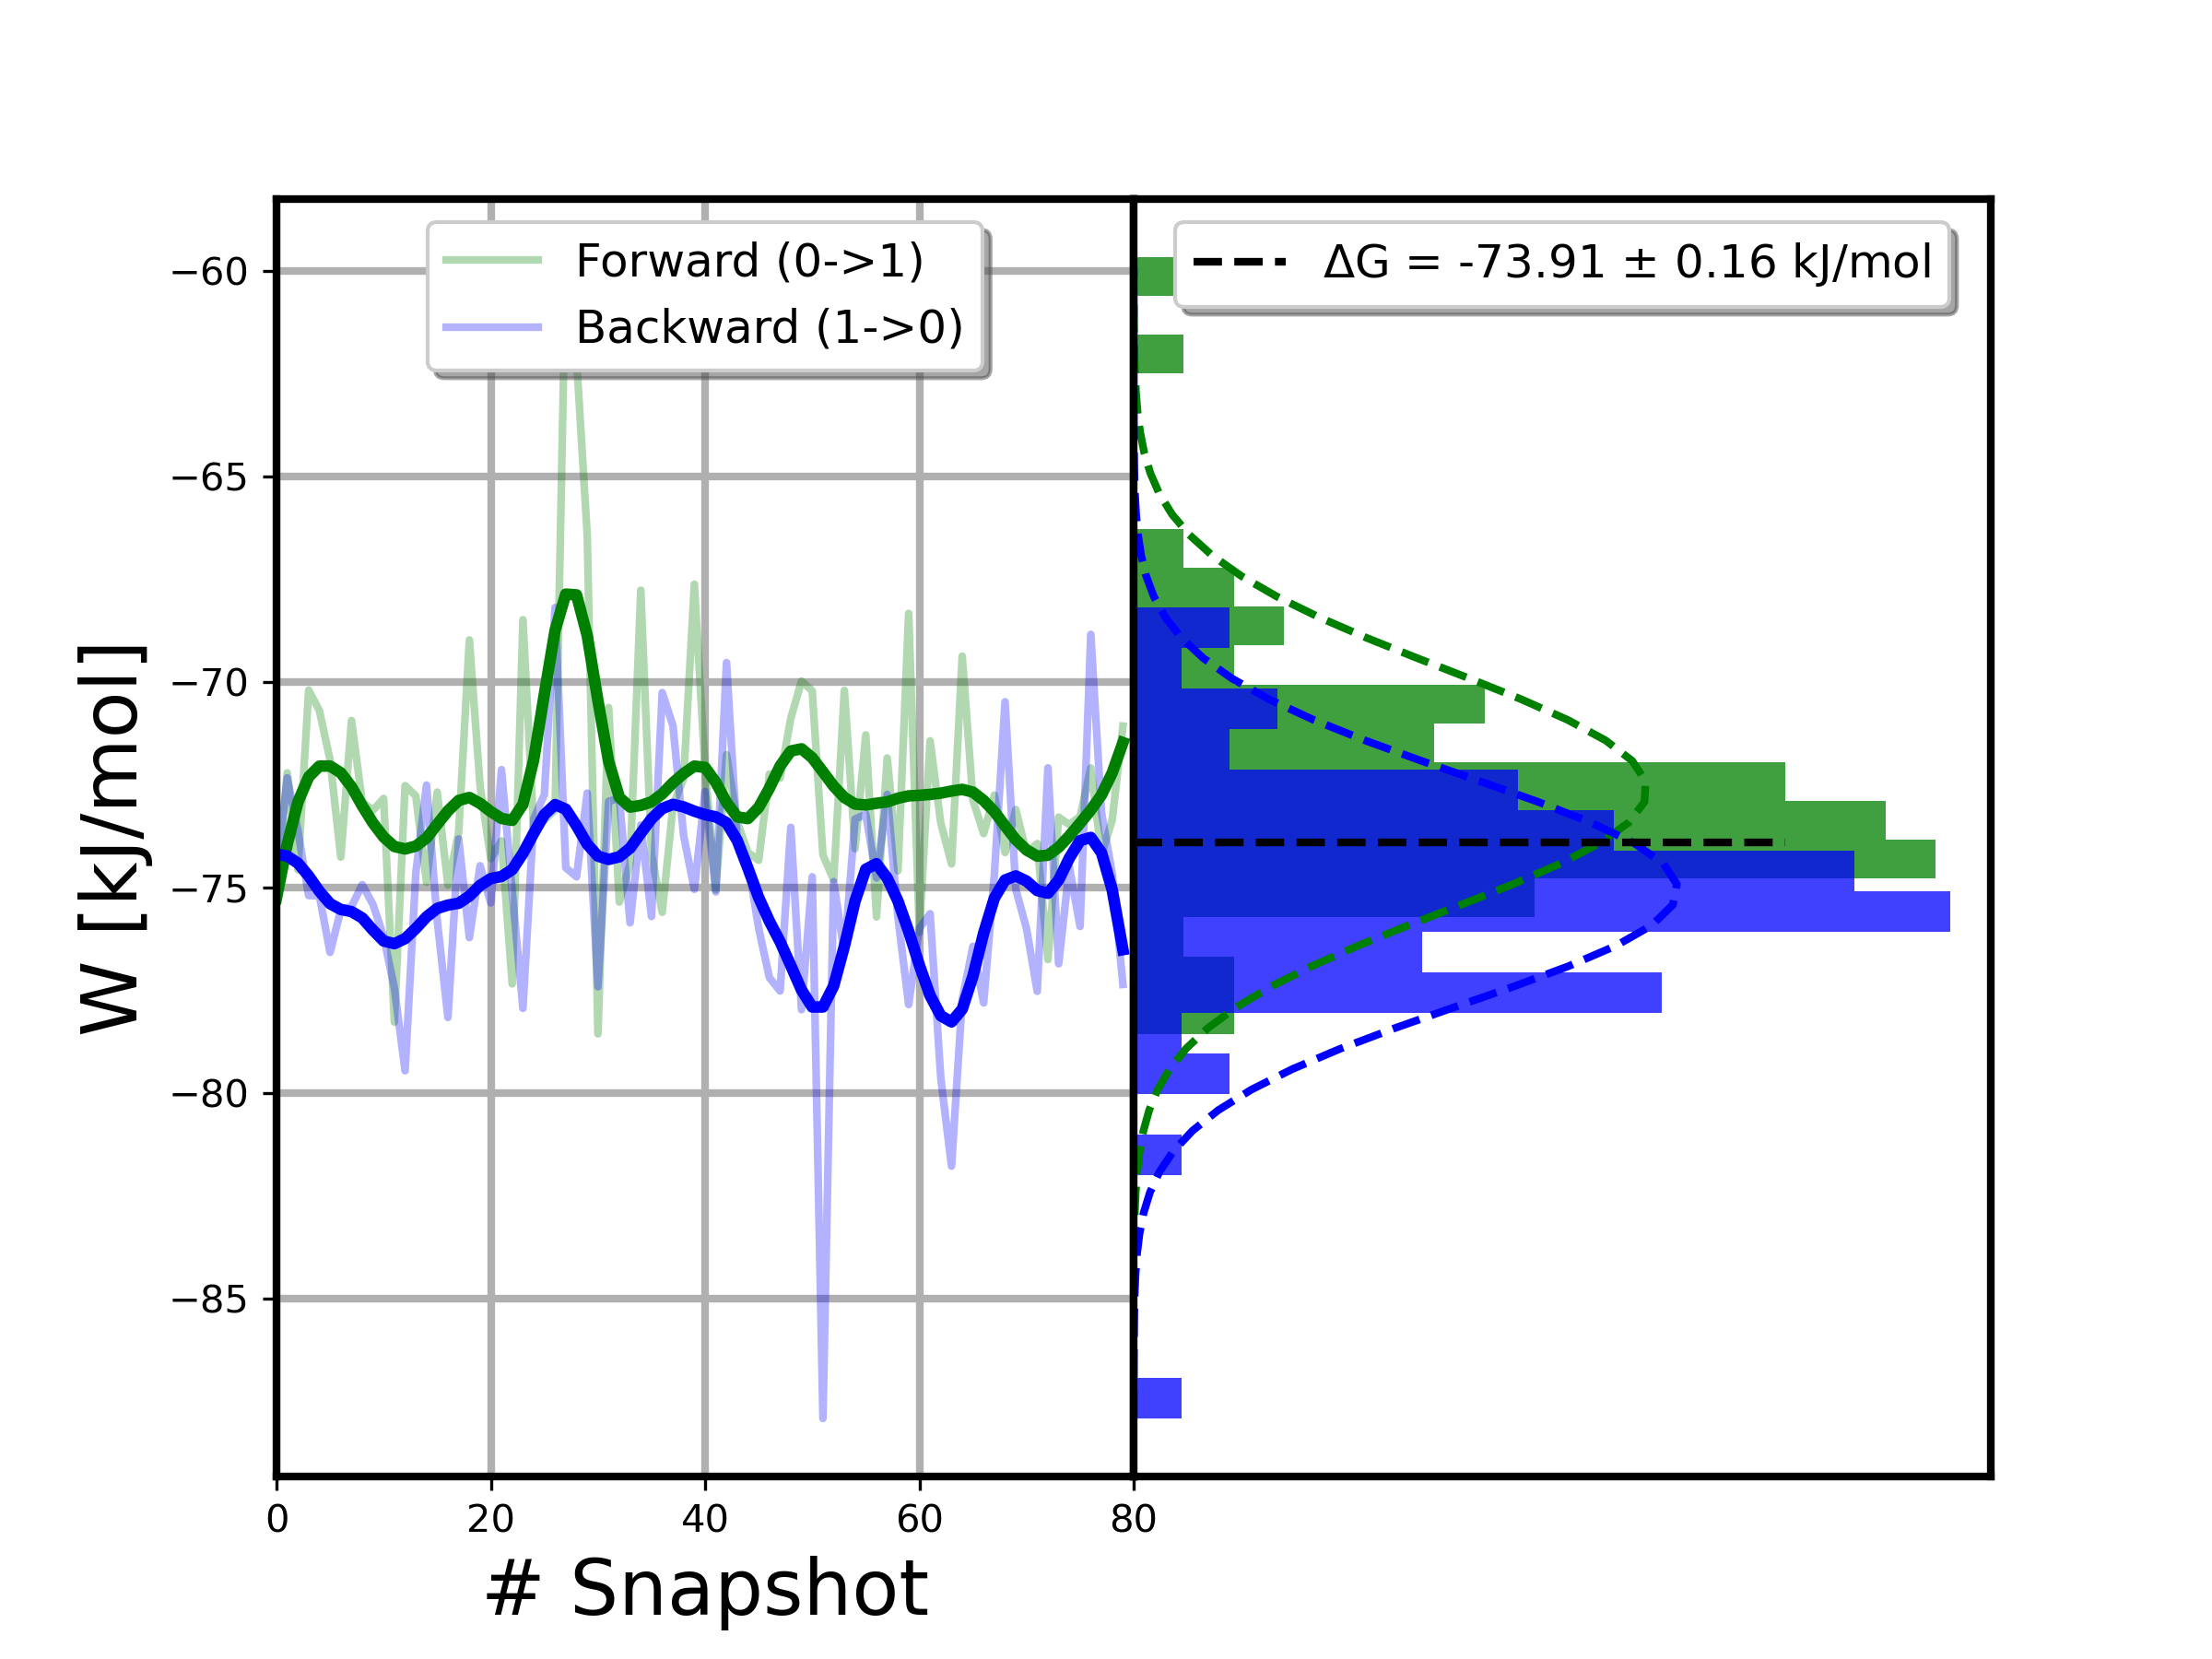 Forward (0->1)
Backward (1->0)
ΔG = -73.91 ± 0.16 kJ/mol
−60
−65
−70
−75
−80
−85
W [kJ/mol]
0 20 40 60 80
# Snapshot